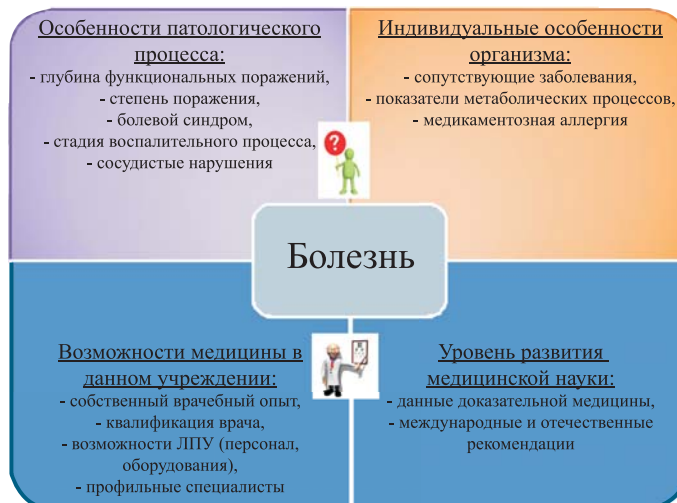 Особенности патологического
процесса:
- глубина функциональных поражений,
- степень поражения,
- болевой синдром,
- стадия воспалительного процесса,
- сосудистые нарушения
Индивидуальные особенности
организма:
- сопутствующие заболевания,
- показатели метаболических процессов,
- медикаментозная аллергия
?
Болезнь
Возможности медицины в
данном учреждении:
- собственный врачебный опыт,
- квалификация врача,
- возможности ЛПУ (персонал,
оборудования),
- профильные специалисты
Уровень развития
медицинской науки:
- данные доказательной медицины,
- международные и отечественные
рекомендации